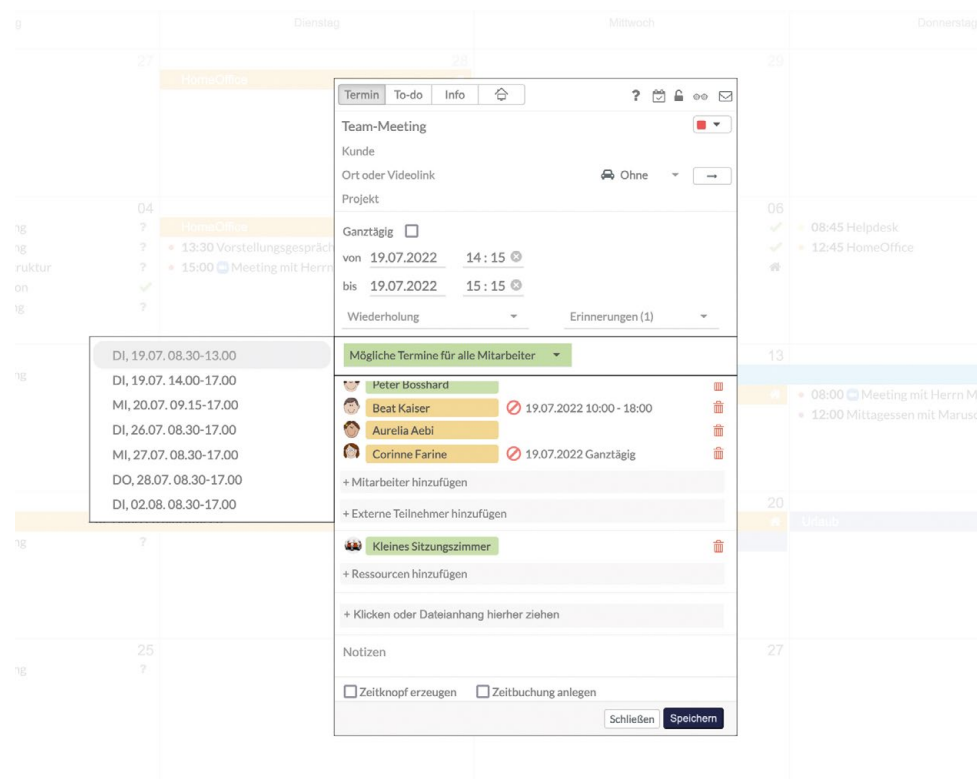 g Dienstag Mittwoch Donnerstag
27 28 29
HomeOffice
Termin To-do Info ?
Team-Meeting
Kunde
Ort oder Videolink Ohne →
Projekt
04 06
Ganztägig
ng ? HomeOffice 08:45 Helpdesk
ng ? 13:30 Vorstellungsgespräch 12:45 HomeOffice
von 19.07.2022 14 : 15
ruktur ? 15:00 Meeting mit Herrn
bis 19.07.2022 15 : 15
on
ng ?
Wiederholung Erinnerungen (1)
DI, 19.07. 08.30-13.00 Mögliche Termine für alle Mitarbeiter 13
ng DI, 19.07. 14.00-17.00 Peter Bosshard
MI, 20.07. 09.15-17.00 Beat Kaiser 19.07.2022 10:00 - 18:00 08:00 Meeting mit Herrn M
DI, 26.07. 08.30-17.00 Aurelia Aebi 12:00 Mittagessen mit Marus
MI, 27.07. 08.30-17.00 Corinne Farine 19.07.2022 Ganztägig
DO, 28.07. 08.30-17.00 + Mitarbeiter hinzufügen
DI, 02.08. 08.30-17.00 + Externe Teilnehmer hinzufügen 20
Urlaub
ng ? Kleines Sitzungszimmer
+ Ressourcen hinzufügen
+ Klicken oder Dateianhang hierher ziehen
25 Notizen 27
ng ?
Zeitknopf erzeugen Zeitbuchung anlegen
Schließen Speichern